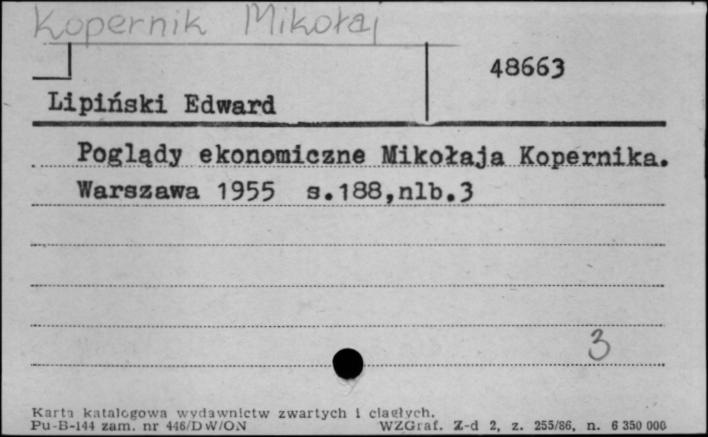 Kopernik Mikołaj
48663
Lipiński Edward
Poglądy ekonomiczne Mikołaja Kopernika.
Warszawa 1955 s.188,nlb.3
3
Karta katalogowa wydawnictw zwartych i ciągłych.
Pu-B-144 zam. nr 446/DW/ON WZGraf. Z-d 2, z. 255/86, n. 6 350 000